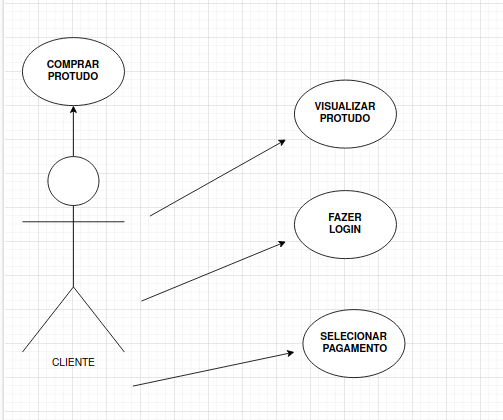 COMPRAR
PROTUDO
VISUALIZAR
PROTUDO
FAZER
LOGIN
SELECIONAR
PAGAMENTO
CLIENTE